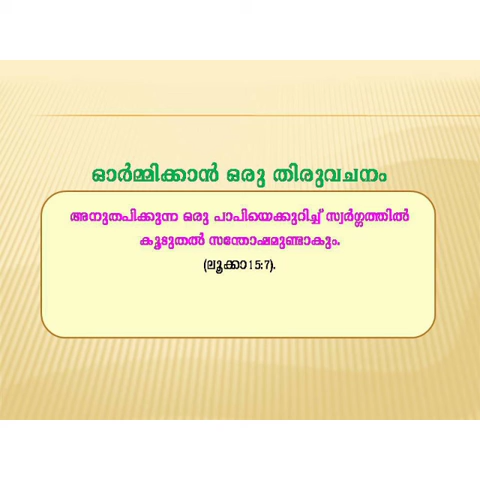 ഓർമ്മിക്കാൻ ഒരു തിരുവചനം
അനുതപിക്കുന്ന ഒരു പാപിയെക്കുറിച്ച് സ്വർഗ്ഗത്തിൽ
കൂടുതൽ സന്തോഷമുണ്ടാകും.
(ലൂക്കാ15:7).